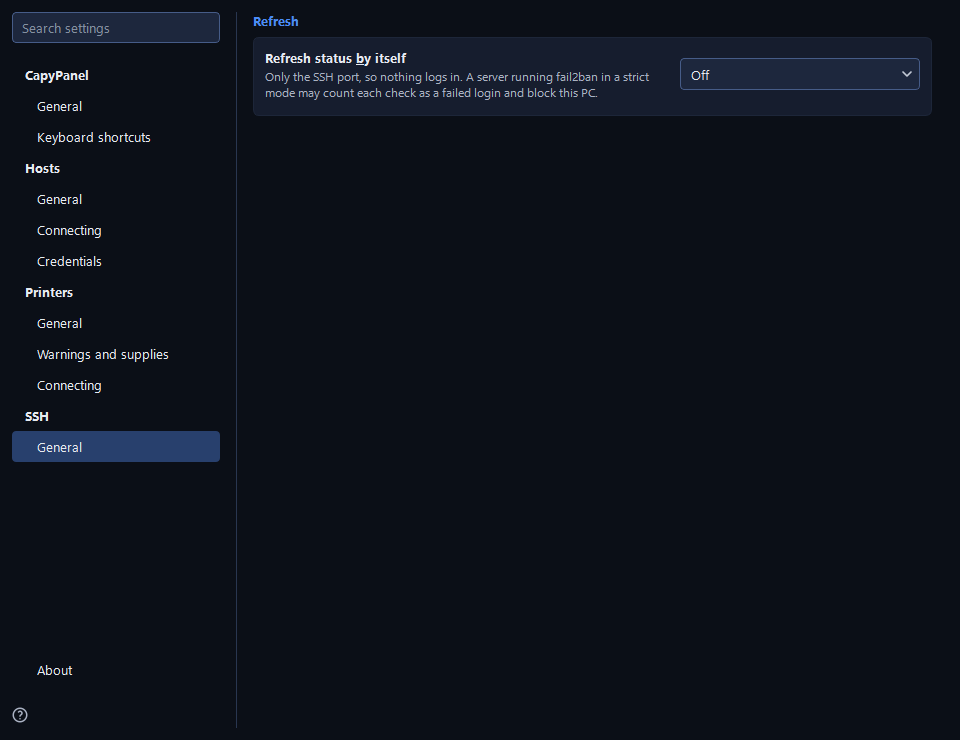 Search settings
CapyPanel
General
Keyboard shortcuts
Hosts
General
Connecting
Credentials
Printers
General
Warnings and supplies
Connecting
SSH
General
About
Refresh
Refresh status by itself
Only the SSH port, so nothing logs in. A server running fail2ban in a strict
mode may count each check as a failed login and block this PC.
Off